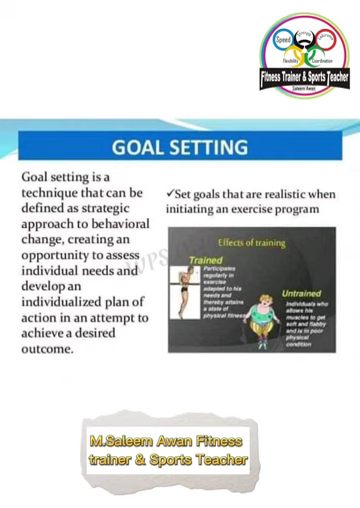 Speed
Flexibility
Coordination
Fitness Trainer & Sports Teacher
Saleem Awan
GOAL SETTING
Goal setting is a
technique that can be
defined as strategic
approach to behavioral
change, creating an
opportunity to assess
individual needs and
develop an
individualized plan of
action in an attempt to
achieve a desired
outcome.
✓Set goals that are realistic when
initiating an exercise program
Effects of training
Trained
Participates
regularly in
exercise
adapted to his
needs and
thereby attains
a state of
physical fitness
Untrained
Individuals who
allows his
muscles to get
soft and flabby
and is in poor
physical
condition
M.Saleem Awan Fitness
trainer & Sports Teacher